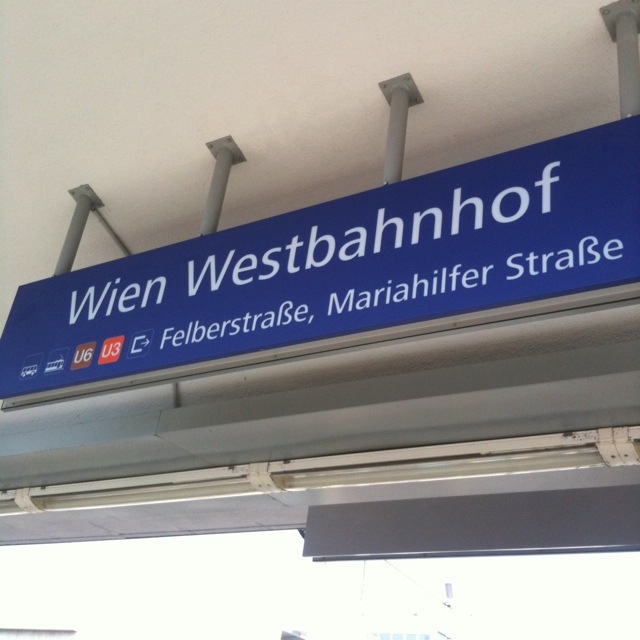 Wien Westbahnhof
U6 U3 Felberstraße, Mariahilfer Straße